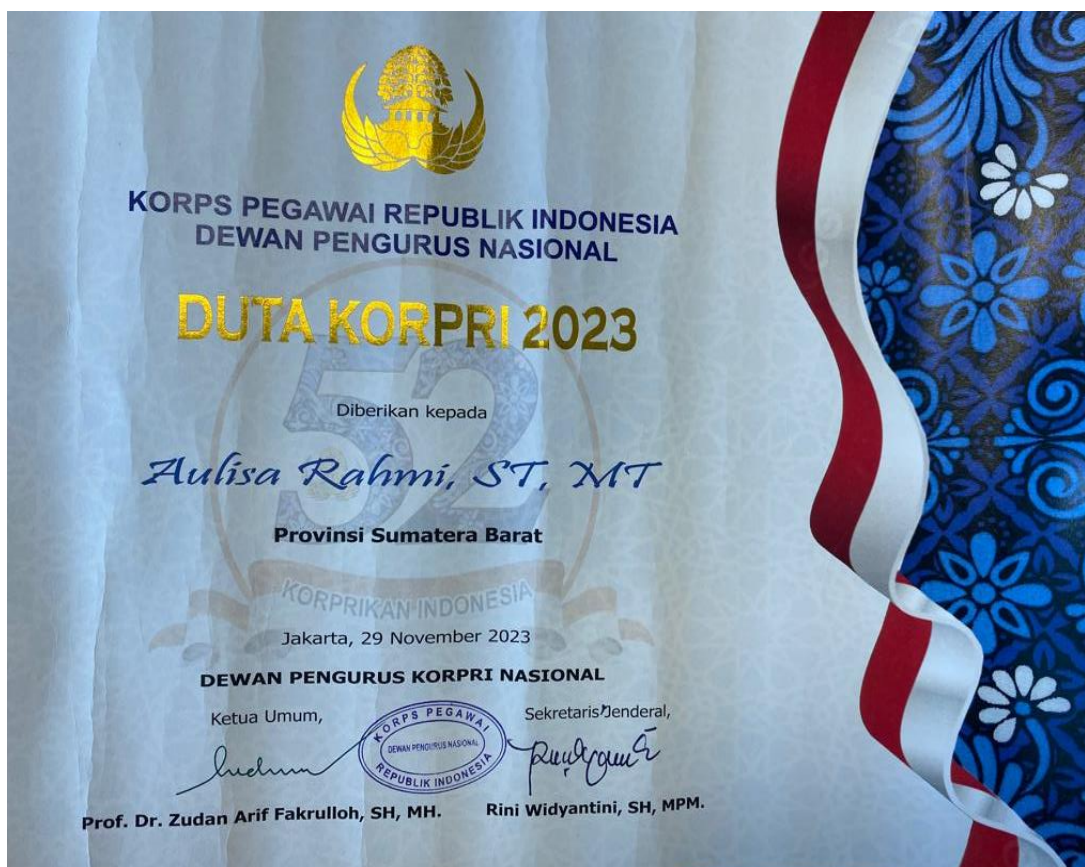 KORPS PEGAWAI REPUBLIK INDONESIA
DEWAN PENGURUS NASIONAL
DUTA KORPRI 2023
52
Diberikan kepada
Aulisa Rahmi, ST, MT
Provinsi Sumatera Barat
KORPRIKAN INDONESIA
Jakarta, 29 November 2023
DEWAN PENGURUS KORPRI NASIONAL
Ketua Umum,
Sekretaris Jenderal,
KORPS PEGAWAI
DEWAN PENGURUS NASIONAL
REPUBLIK INDONESIA
Prof. Dr. Zudan Arif Fakrulloh, SH, MH.
Rini Widyantini, SH, MPM.